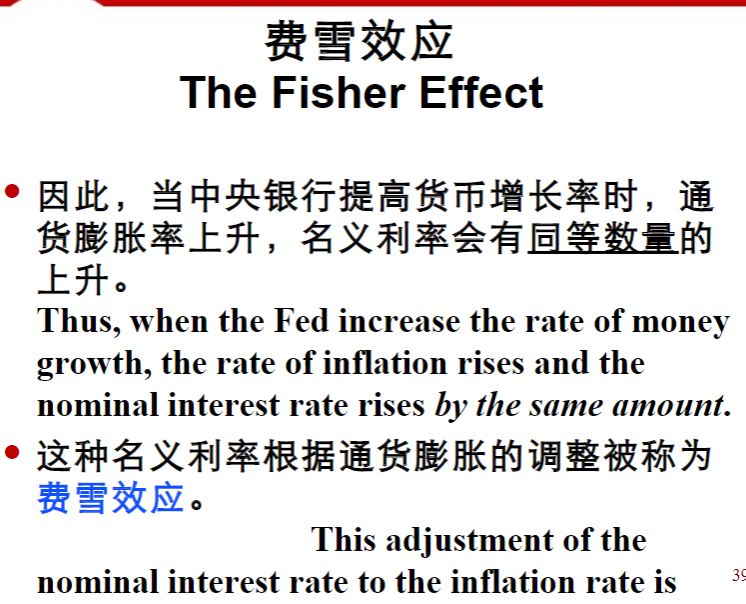 费雪效应
The Fisher Effect
因此，当中央银行提高货币增长率时，通
货膨胀率上升，名义利率会有同等数量的
上升。
Thus, when the Fed increase the rate of money
growth, the rate of inflation rises and the
nominal interest rate rises by the same amount.
这种名义利率根据通货膨胀的调整被称为
费雪效应。
This adjustment of the
nominal interest rate to the inflation rate is
39